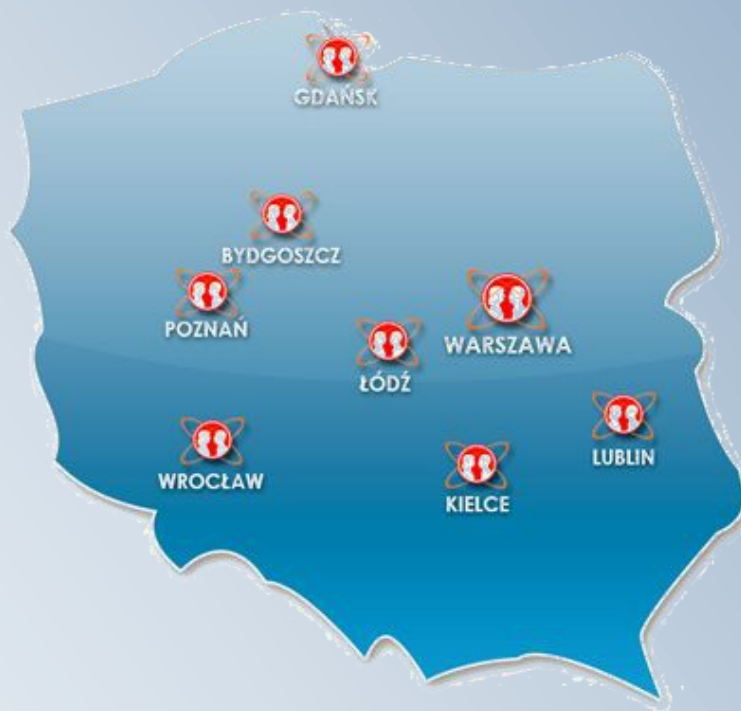 GDAŃSK
BYDGOSZCZ
POZNAŃ
WARSZAWA
ŁÓDŹ
LUBLIN
WROCŁAW
KIELCE